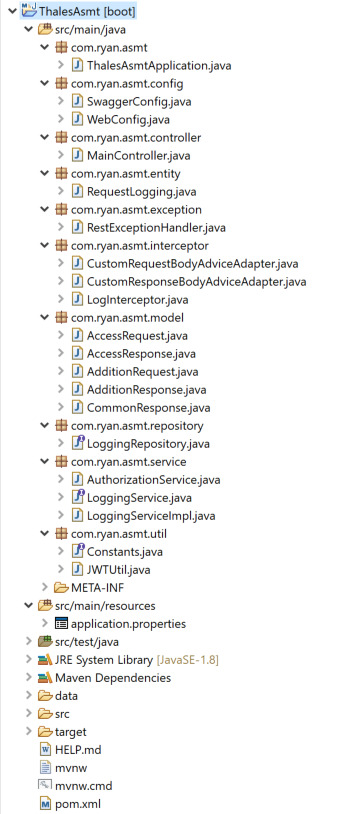 ThalesAsmt [boot]
src/main/java
com.ryan.asmt
ThalesAsmtApplication.java
com.ryan.asmt.config
SwaggerConfig.java
WebConfig.java
com.ryan.asmt.controller
MainController.java
com.ryan.asmt.entity
RequestLogging.java
com.ryan.asmt.exception
RestExceptionHandler.java
com.ryan.asmt.interceptor
CustomRequestBodyAdviceAdapter.java
CustomResponseBodyAdviceAdapter.java
LogInterceptor.java
com.ryan.asmt.model
AccessRequest.java
AccessResponse.java
AdditionRequest.java
AdditionResponse.java
CommonResponse.java
com.ryan.asmt.repository
LoggingRepository.java
com.ryan.asmt.service
AuthorizationService.java
LoggingService.java
LoggingServiceImpl.java
com.ryan.asmt.util
Constants.java
JWTUtil.java
META-INF
src/main/resources
application.properties
src/test/java
JRE System Library [JavaSE-1.8]
Maven Dependencies
data
src
target
HELP.md
mvnw
mvnw.cmd
pom.xml